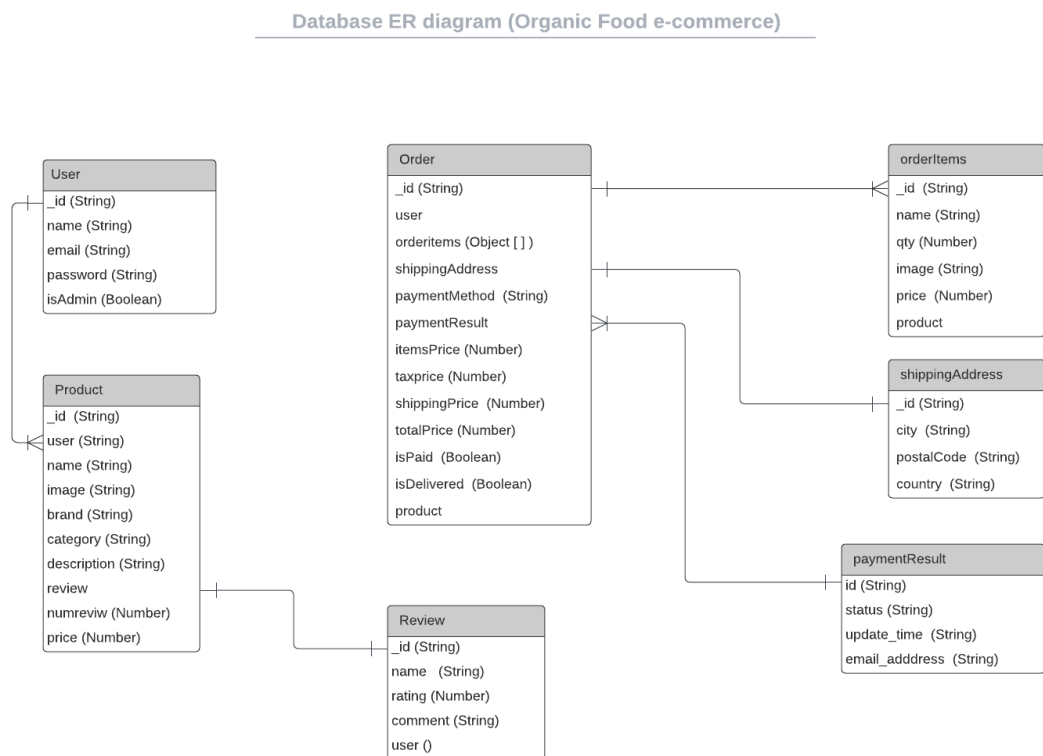 Database ER diagram (Organic Food e-commerce)
User
_id (String)
name (String)
email (String)
password (String)
isAdmin (Boolean)
Product
_id (String)
user (String)
name (String)
image (String)
brand (String)
category (String)
description (String)
review
numreviw (Number)
price (Number)
Order
_id (String)
user
orderitems (Object [ ] )
shippingAddress
paymentMethod (String)
paymentResult
itemsPrice (Number)
taxprice (Number)
shippingPrice (Number)
totalPrice (Number)
isPaid (Boolean)
isDelivered (Boolean)
product
Review
_id (String)
name (String)
rating (Number)
comment (String)
user ()
orderItems
_id (String)
name (String)
qty (Number)
image (String)
price (Number)
product
shippingAddress
_id (String)
city (String)
postalCode (String)
country (String)
paymentResult
id (String)
status (String)
update_time (String)
email_adddress (String)